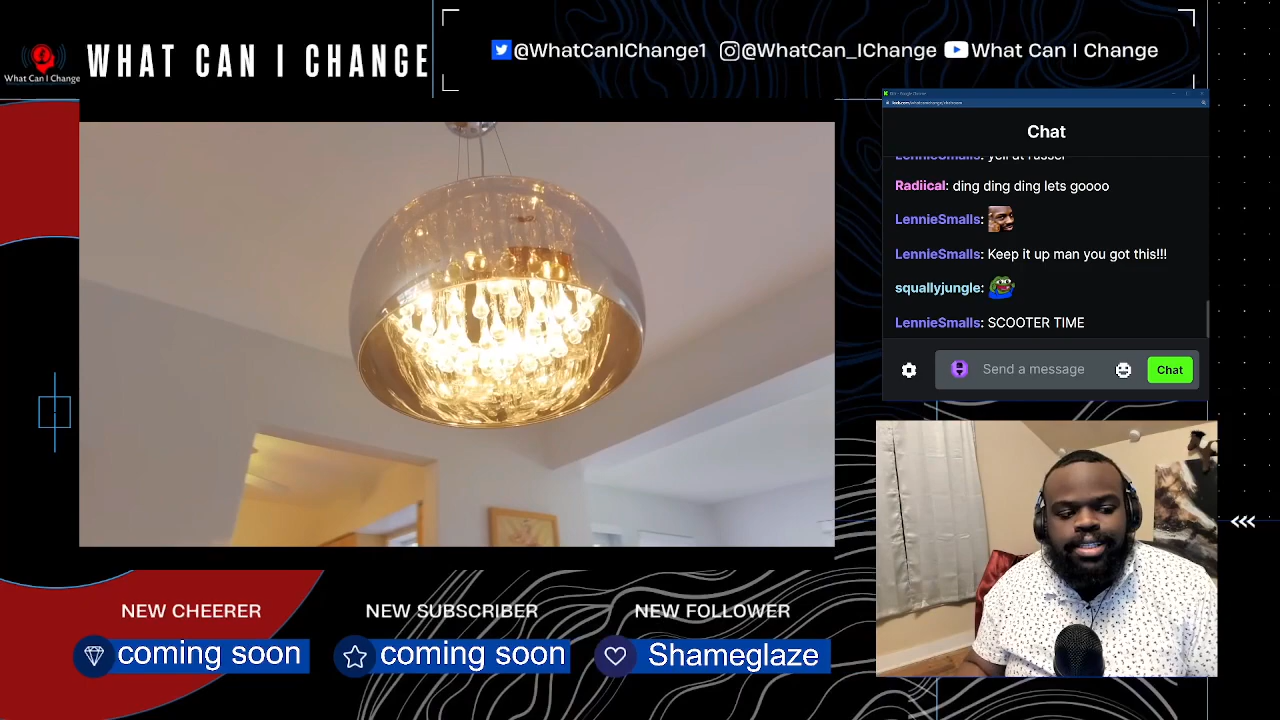 What Can I Change
WHAT CAN I CHANGE
@WhatCanIChange1
@WhatCan_IChange
What Can I Change
Chat
LennieSmalls:
Radiical: ding ding ding lets goooo
LennieSmalls:
LennieSmalls: Keep it up man you got this!!!
squallyjungle:
LennieSmalls: SCOOTER TIME
Send a message
Chat
NEW CHEERER
NEW SUBSCRIBER
NEW FOLLOWER
coming soon
coming soon
Shameglaze